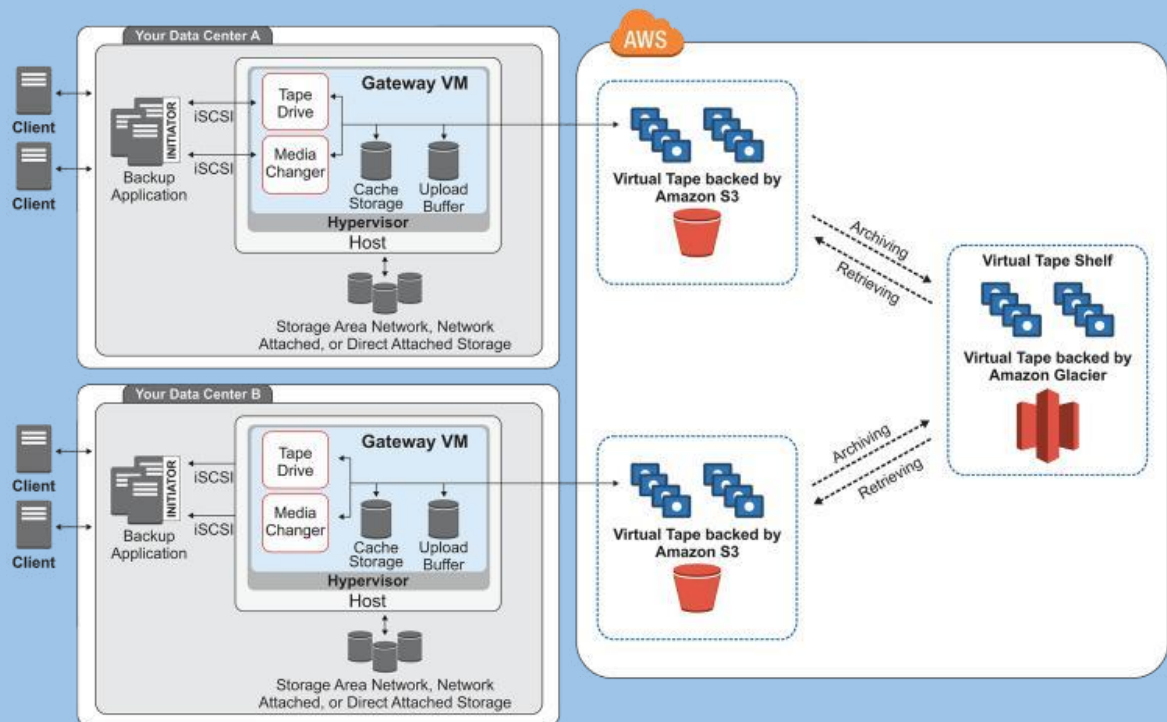 Your Data Center A
AWS
Client
Client
INITIATOR
Backup
Application
iSCSI
iSCSI
Gateway VM
Tape
Drive
Media
Changer
Cache
Storage
Upload
Buffer
Hypervisor
Host
Storage Area Network, Network
Attached, or Direct Attached Storage
Virtual Tape backed by
Amazon S3
Archiving
Retrieving
Virtual Tape Shelf
Virtual Tape backed by
Amazon Glacier
Your Data Center B
Client
Client
INITIATOR
Backup
Application
iSCSI
iSCSI
Gateway VM
Tape
Drive
Media
Changer
Cache
Storage
Upload
Buffer
Hypervisor
Host
Storage Area Network, Network
Attached, or Direct Attached Storage
Virtual Tape backed by
Amazon S3
Archiving
Retrieving